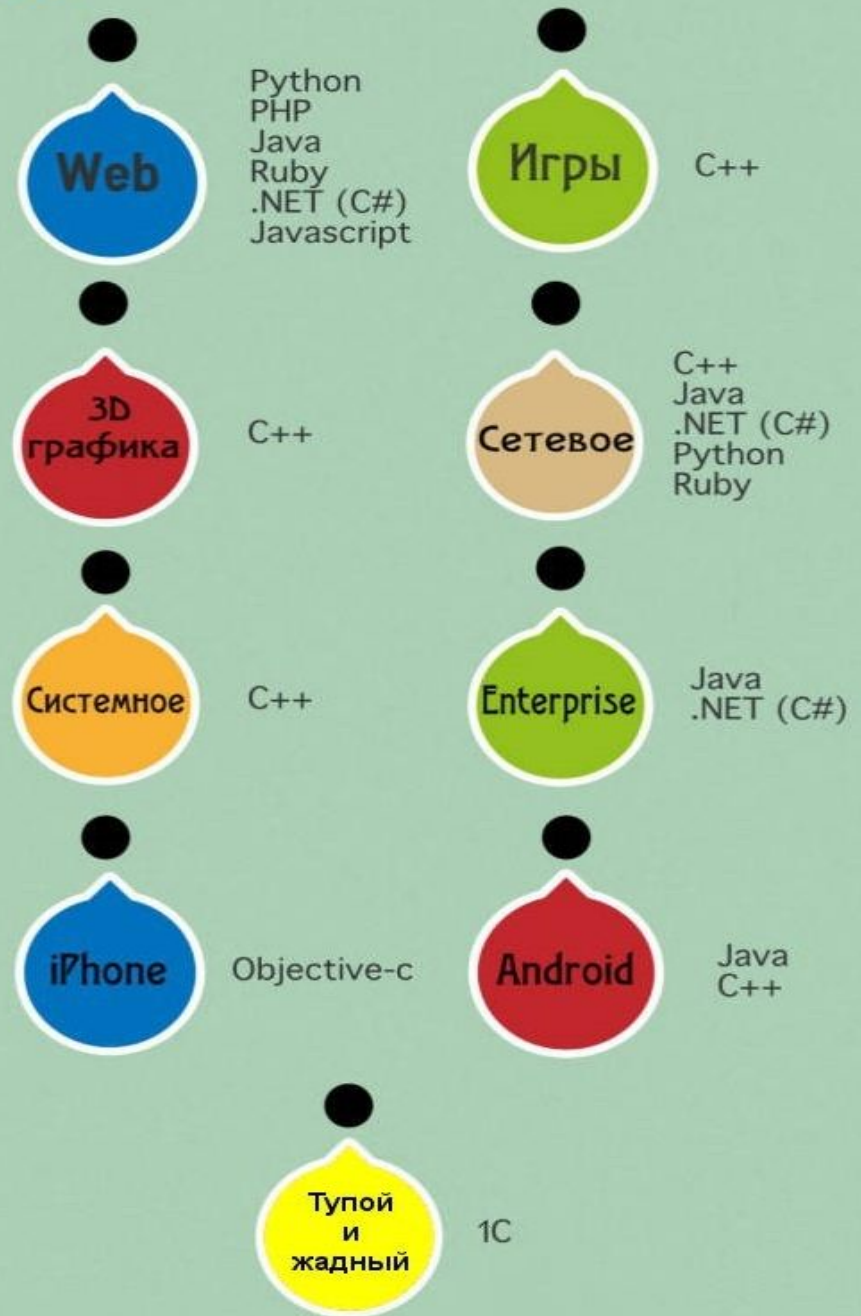 Web
Python
PHP
Java
Ruby
.NET (C#)
Javascript
Игры
C++
3D
графика
C++
Сетевое
C++
Java
.NET (C#)
Python
Ruby
Системное
C++
Enterprise
Java
.NET (C#)
iPhone
Objective-c
Android
Java
C++
Тупой
и
жадный
1C